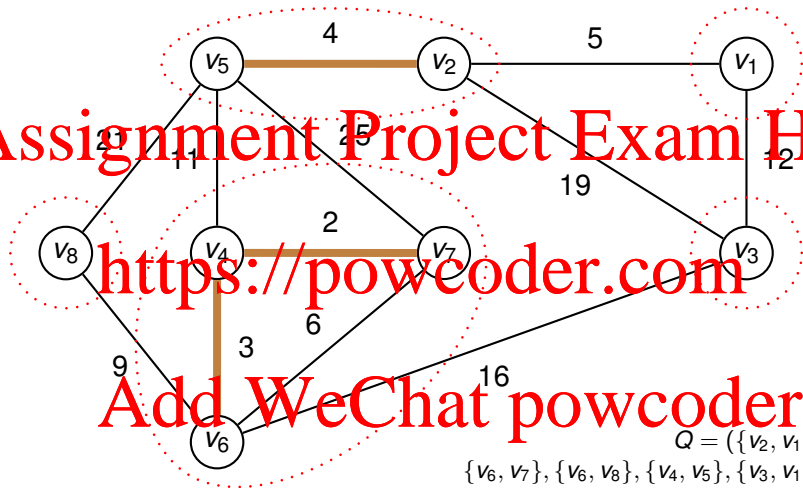 4
5
v5
v2
v1
Assignment Project Exam H
21
11
25
12
19
2
v8
v4
v7
v3
https://powcoder.com
3
6
9
16
Add WeChat powcoder
v6
Q = ({v2, v1
{v6, v7}, {v6, v8}, {v4, v5}, {v3, v1